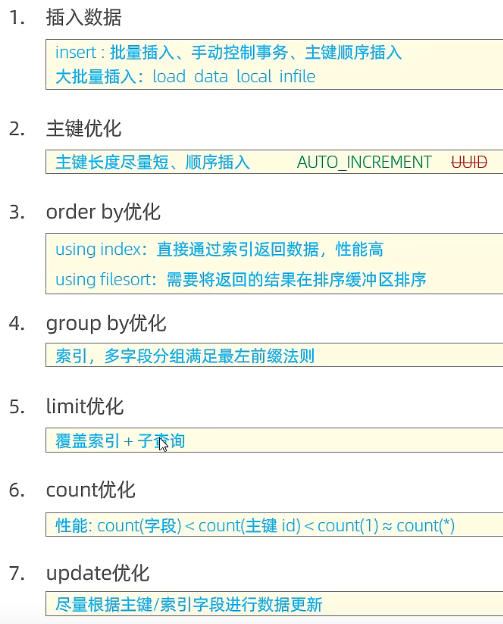 1. 插入数据
insert : 批量插入、手动控制事务、主键顺序插入
大批量插入：load data local infile
2. 主键优化
主键长度尽量短、顺序插入 AUTO_INCREMENT UUID
3. order by优化
using index：直接通过索引返回数据，性能高
using filesort：需要将返回的结果在排序缓冲区排序
4. group by优化
索引，多字段分组满足最左前缀法则
5. limit优化
覆盖索引 + 子查询
6. count优化
性能: count(字段) < count(主键 id) < count(1) ≈ count(*)
7. update优化
尽量根据主键/索引字段进行数据更新